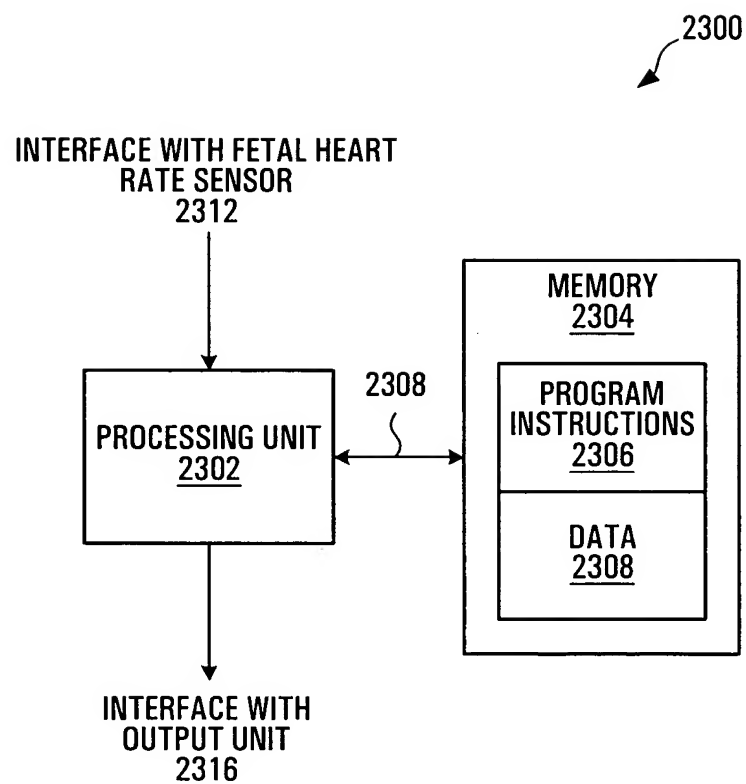 2300
INTERFACE WITH FETAL HEART
RATE SENSOR
2312
MEMORY
2304
2308
PROGRAM
INSTRUCTIONS
2306
PROCESSING UNIT
2302
DATA
2308
INTERFACE WITH
OUTPUT UNIT
2316